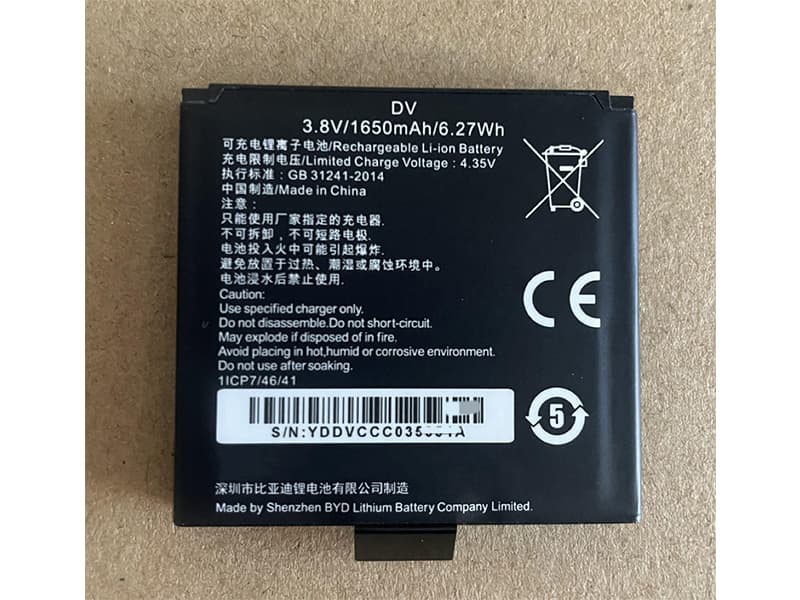 DV
3.8V/1650mAh/6.27Wh
可充电锂离子电池/Rechargeable Li-ion Battery
充电限制电压/Limited Charge Voltage : 4.35V
执行标准: GB 31241-2014
中国制造/Made in China
注意:
只能使用厂家指定的充电器.
不可拆卸, 不可短路电极.
电池投入火中可能引起爆炸.
避免放置于过热、潮湿或腐蚀环境中。
电池浸水后禁止使用.
Caution:
Use specified charger only.
Do not disassemble.Do not short-circuit.
May explode if disposed of in fire.
Avoid placing in hot,humid or corrosive environment.
Do not use after soaking.
1ICP7/46/41
CE
5
S/N:
深圳市比亚迪锂电池有限公司制造
Made by Shenzhen BYD Lithium Battery Company Limited.